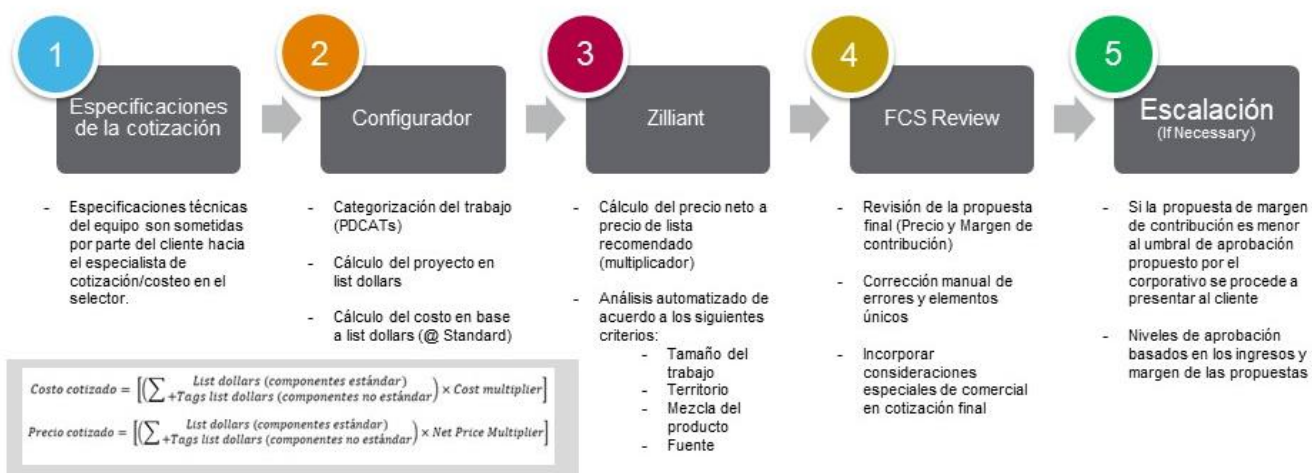 1
Especificaciones
de la cotización
- Especificaciones técnicas
del equipo son sometidas
por parte del cliente hacia
el especialista de
cotización/costeo en el
selector.
2
Configurador
- Categorización del trabajo
(PDCATs)
- Cálculo del proyecto en
list dollars
- Cálculo del costo en base
a list dollars (@ Standard)
3
Zilliant
- Cálculo del precio neto a
precio de lista
recomendado
(multiplicador)
- Análisis automatizado de
acuerdo a los siguientes
criterios:
- Tamaño del
trabajo
- Territorio
- Mezcla del
producto
- Fuente
4
FCS Review
- Revisión de la propuesta
final (Precio y Margen de
contribución)
- Corrección manual de
errores y elementos
únicos
- Incorporar
consideraciones
especiales de comercial
en cotización final
5
Escalación
(If Necessary)
- Si la propuesta de margen
de contribución es menor
al umbral de aprobación
propuesto por el
corporativo se procede a
presentar al cliente
- Niveles de aprobación
basados en los ingresos y
margen de las propuestas
Costo cotizado = [(∑ List dollars (componentes estándar)
+Tags list dollars (componentes no estándar)) × Cost multiplier]
Precio cotizado = [(∑ List dollars (componentes estándar)
+Tags list dollars (componentes no estándar)) × Net Price Multiplier]